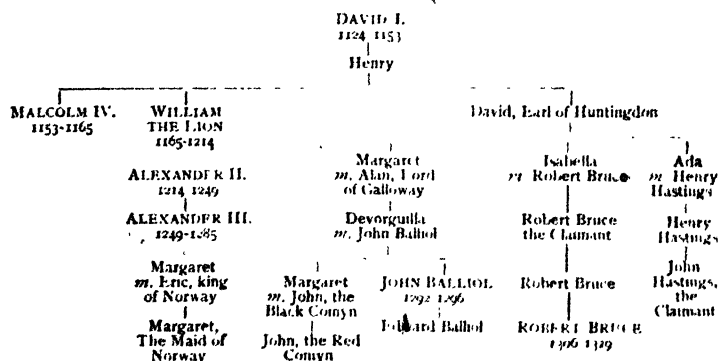 DAVID I.
1124 1153
Henry
MALCOLM IV.
1153-1165
WILLIAM
THE LION
1165-1214
David, Earl of Huntingdon
ALEXANDER II.
1214 1249
Margaret
m. Alan, Lord
of Galloway
Isabella
m Robert Bruce
Ada
m Henry
Hastings
ALEXANDER III.
1249-1285
Devorguilla
m. John Balliol
Robert Bruce
the Claimant
Henry
Hastings
Margaret
m. Eric, king
of Norway
Margaret
m. John, the
Black Comyn
JOHN BALLIOL
1292 1296
Robert Bruce
John
Hastings,
the
Claimant
Margaret,
The Maid of
Norway
John, the Red
Comyn
Edward Balliol
ROBERT BRUCE
1306 1329